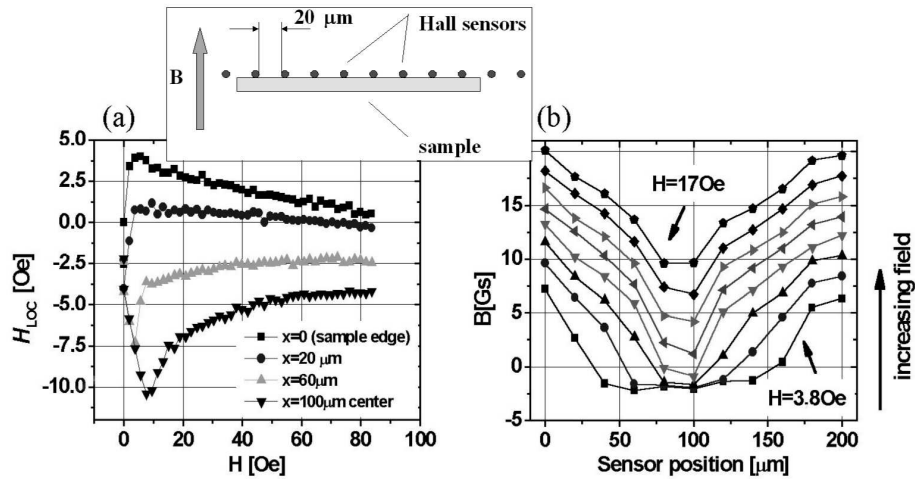 20 μm
Hall sensors
B
sample
(a)
(b)
5.0
2.5
0.0
-2.5
-5.0
-7.5
-10.0
H_LOC [Oe]
x=0 (sample edge)
x=20 μm
x=60μm
x=100μm center
0 20 40 60 80 100
H [Oe]
15
10
5
0
-5
B[Gs]
H=17Oe
H=3.8Oe
0 50 100 150 200
Sensor position [μm]
increasing field